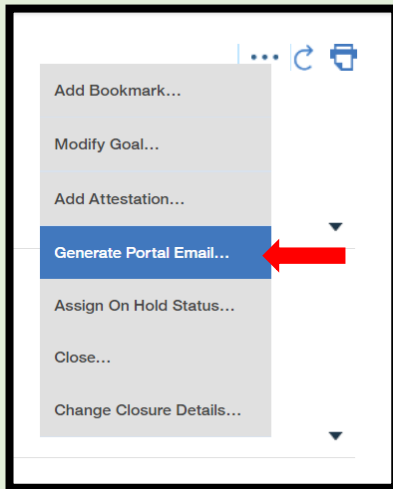 Add Bookmark...
Modify Goal...
Add Attestation...
Generate Portal Email...
Assign On Hold Status...
Close...
Change Closure Details...